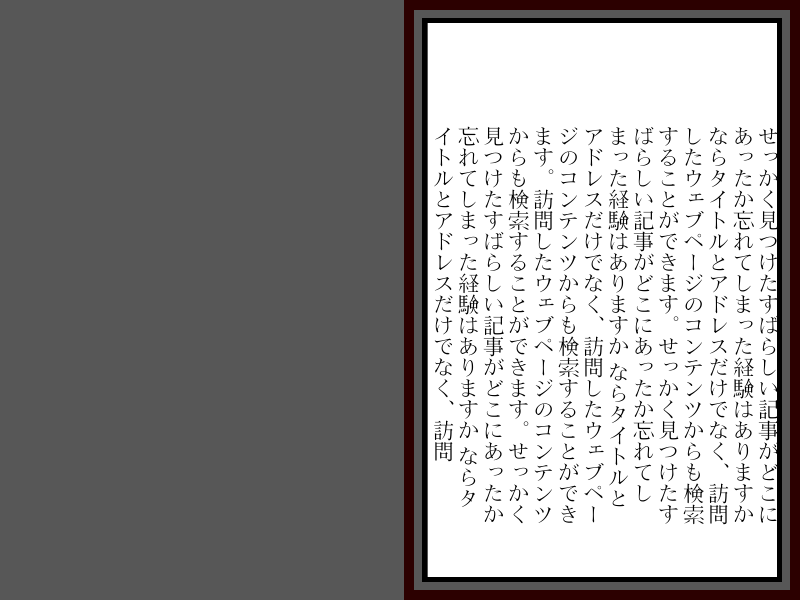 せっかく見つけたすばらしい記事がどこに
あったか忘れてしまった経験はありますか
ならタイトルとアドレスだけでなく、訪問
したウェブページのコンテンツからも検索
することができます。せっかく見つけたす
ばらしい記事がどこにあったか忘れてし
まった経験はありますか ならタイトルと
アドレスだけでなく、訪問したウェブペー
ジのコンテンツからも検索することができ
ます。訪問したウェブページのコンテンツ
からも検索することができます。せっかく
見つけたすばらしい記事がどこにあったか
忘れてしまった経験はありますか ならタ
イトルとアドレスだけでなく、訪問